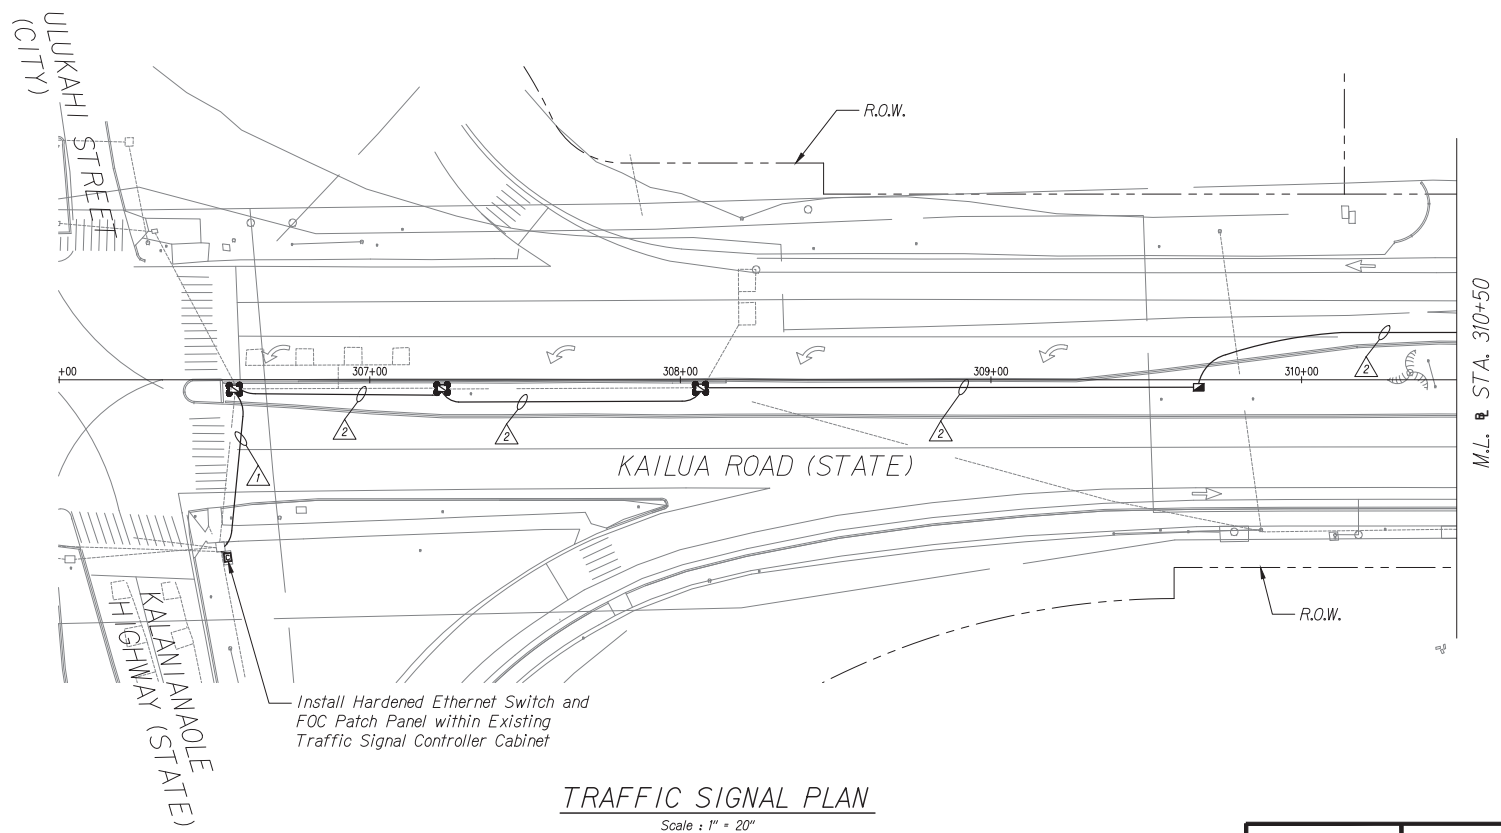 ULUKAHI STREET
(CITY)
R.O.W.
+00
307+00
308+00
309+00
310+00
2
2
2
2
1
M.L. ℄ STA. 310+50
KAILUA ROAD (STATE)
R.O.W.
KALANIANAOLE
HIGHWAY (STATE)
Install Hardened Ethernet Switch and
FOC Patch Panel within Existing
Traffic Signal Controller Cabinet
TRAFFIC SIGNAL PLAN
Scale : 1" = 20"